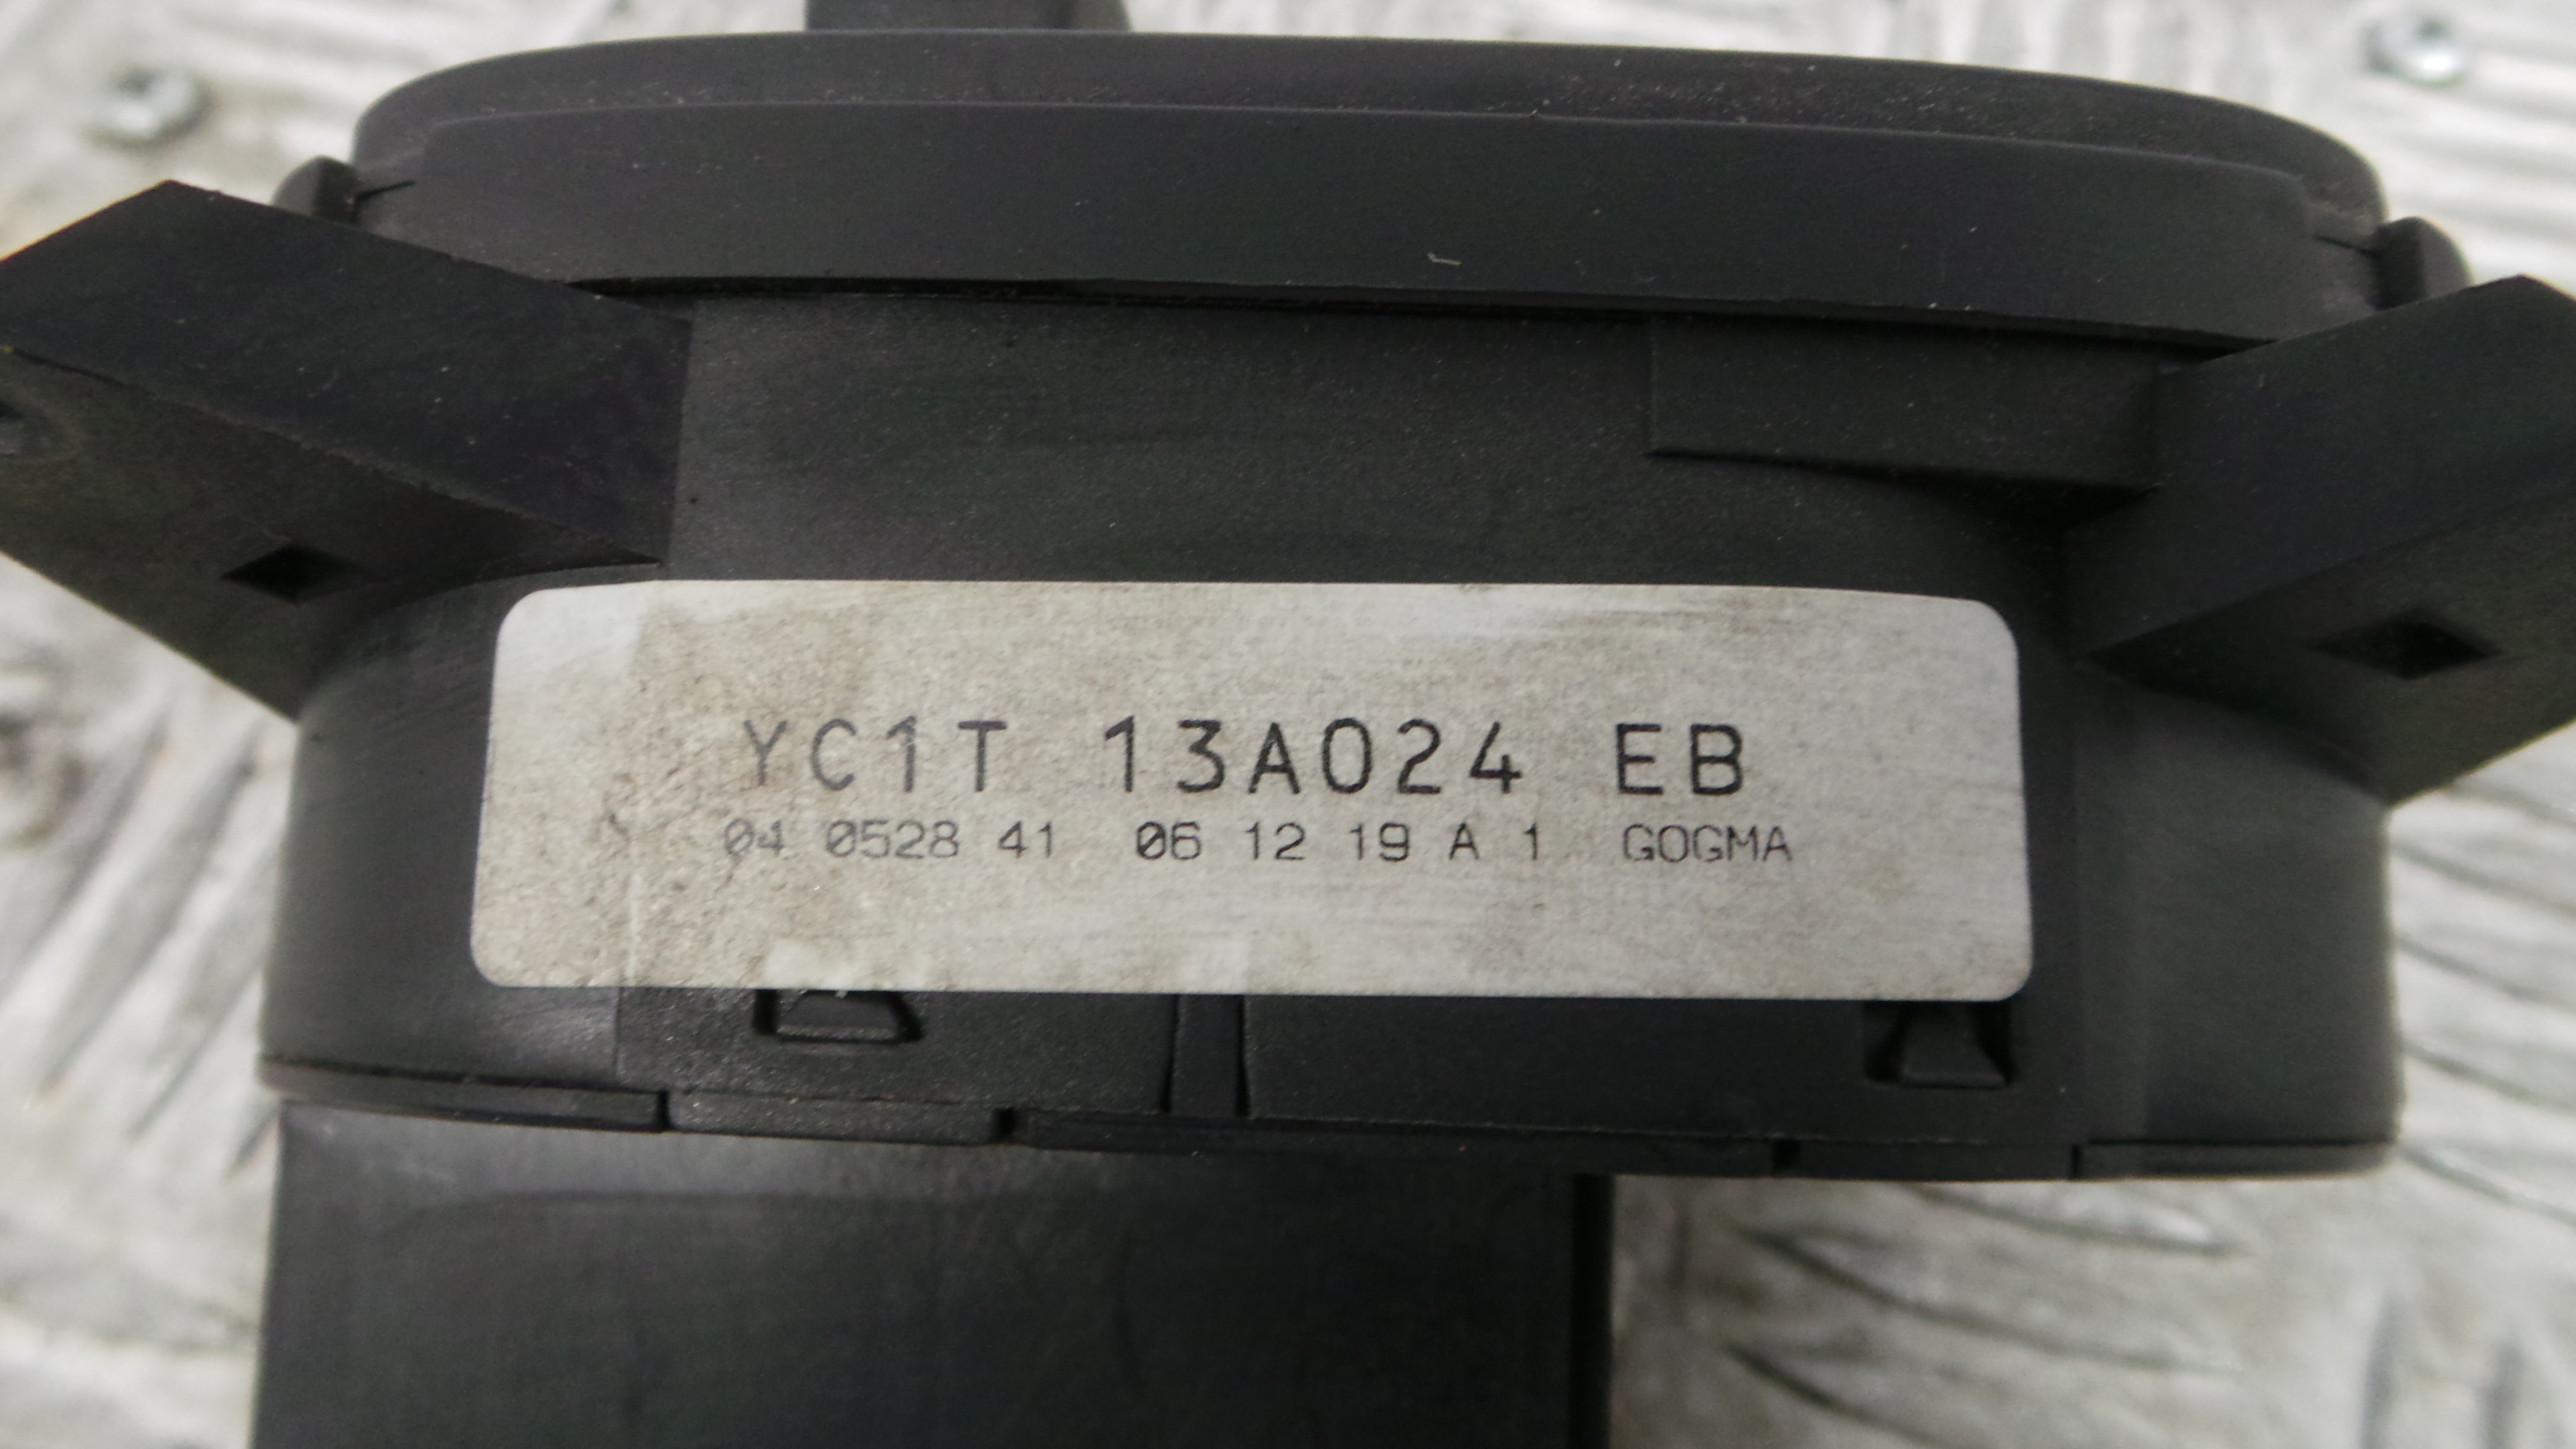 YC1T 13A024 EB
04 0528 41 06 12 19 A 1 GOGMA